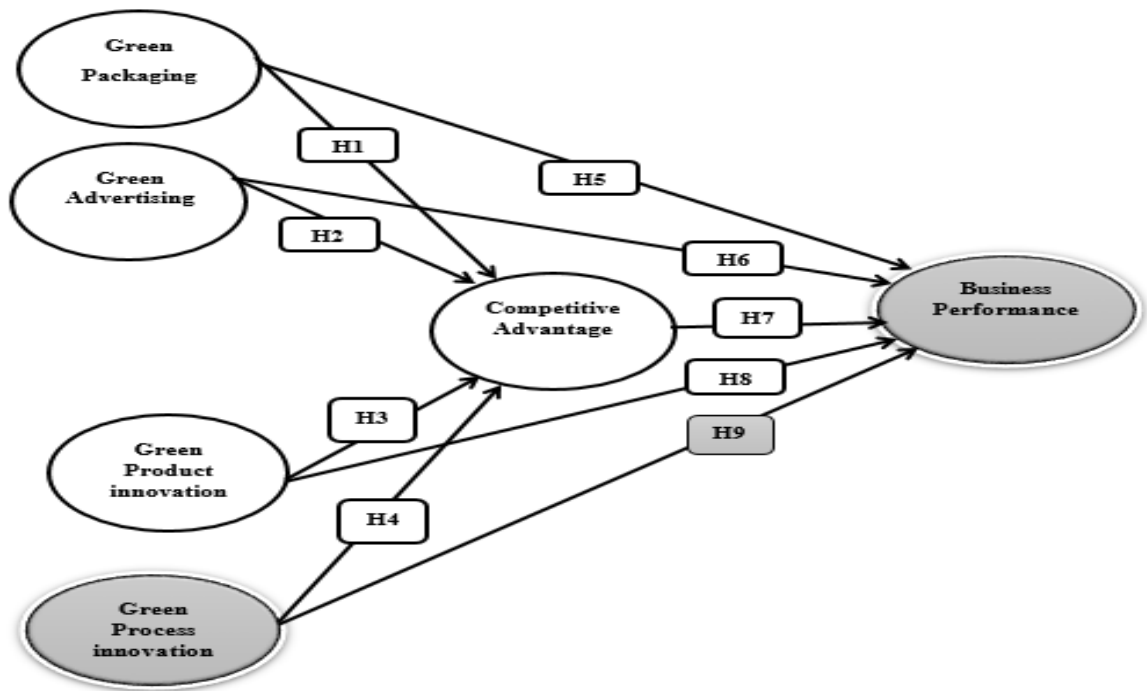 Green
Packaging
H1
H5
Green
Advertising
H2
H6
Competitive
Advantage
H7
Business
Performance
H8
H3
H9
Green
Product
innovation
H4
Green
Process
innovation